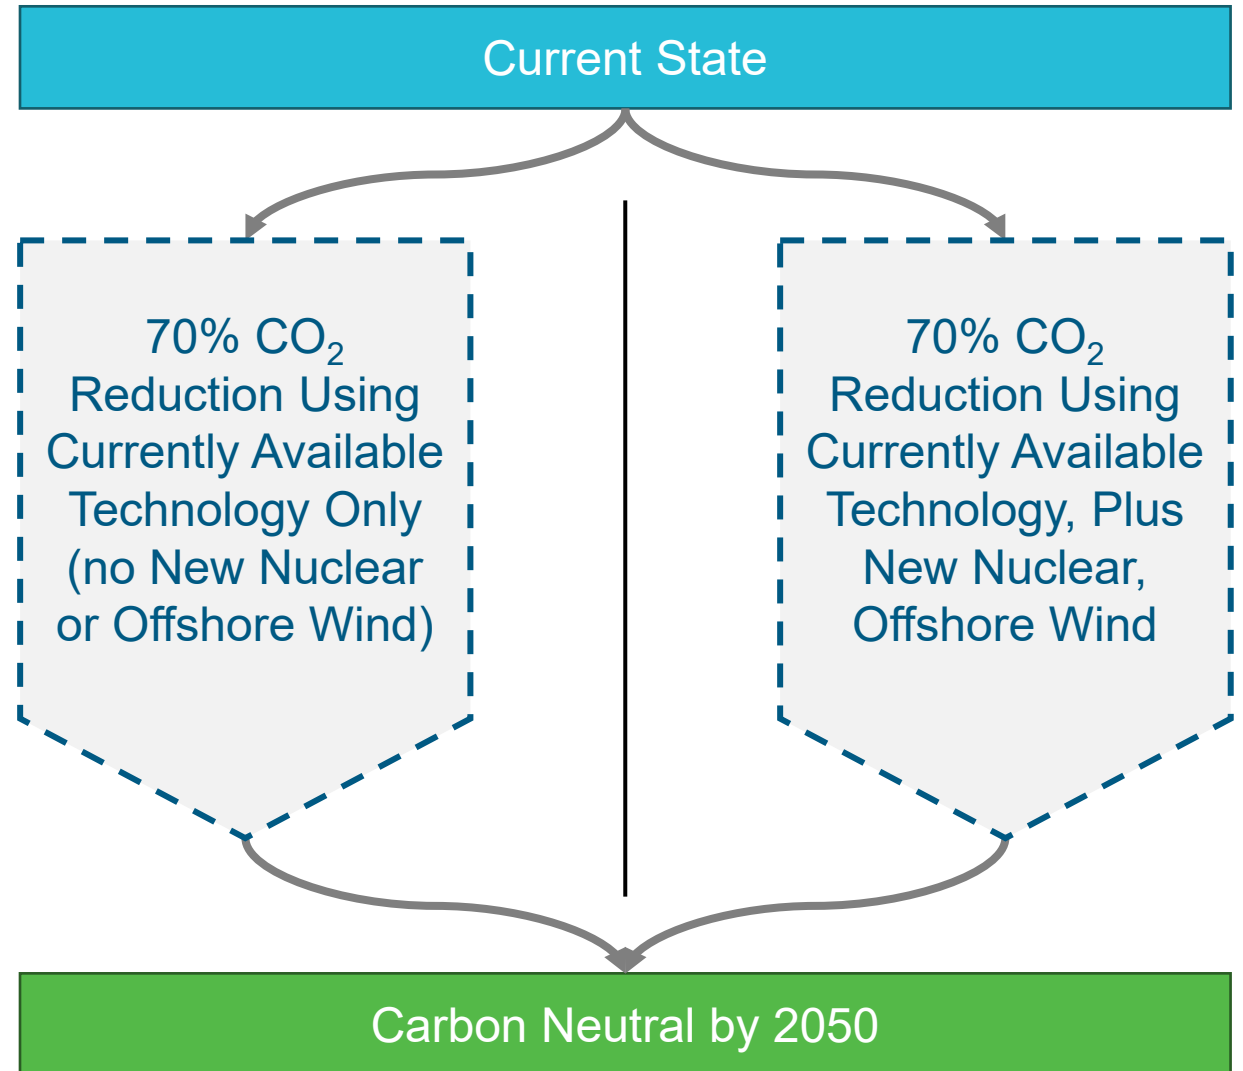 Current State
70% CO₂
Reduction Using
Currently Available
Technology Only
(no New Nuclear
or Offshore Wind)
70% CO₂
Reduction Using
Currently Available
Technology, Plus
New Nuclear,
Offshore Wind
Carbon Neutral by 2050